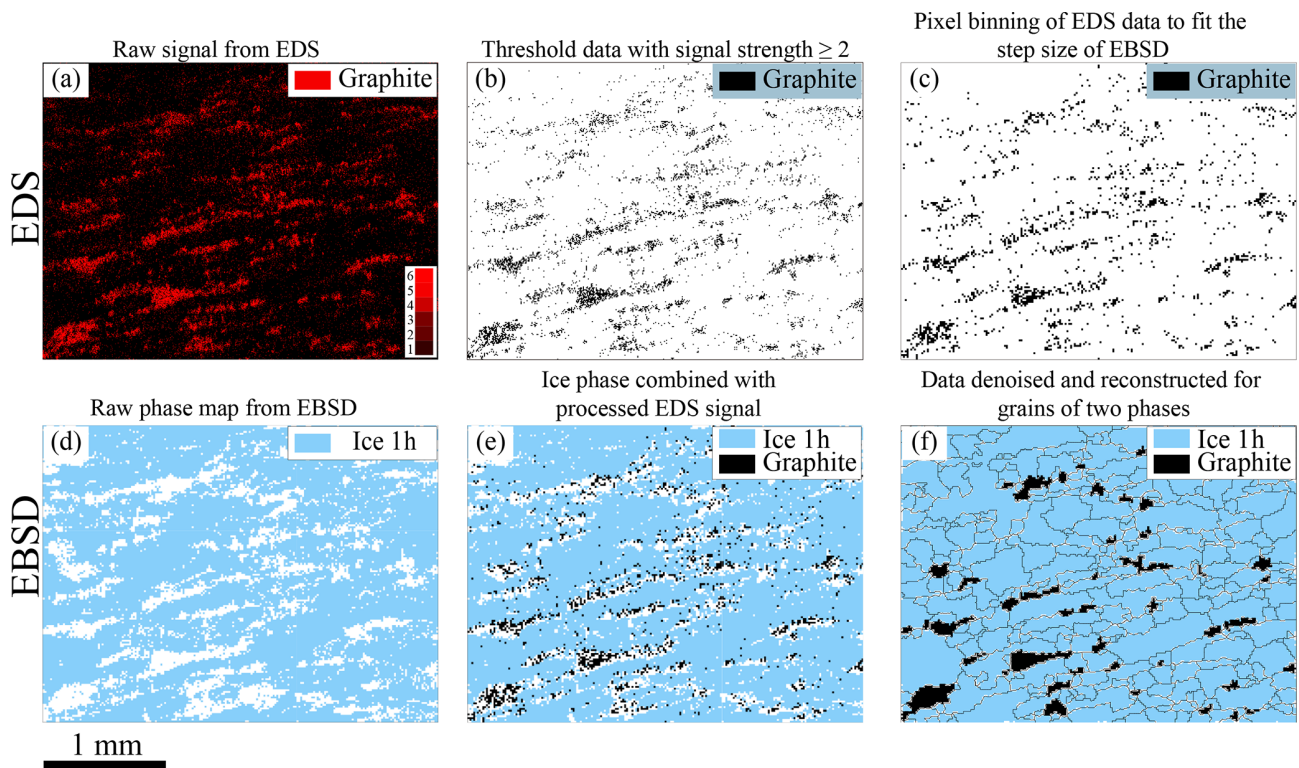 Raw signal from EDS
Threshold data with signal strength ≥ 2
Pixel binning of EDS data to fit the
step size of EBSD
(a)
Graphite
(b)
Graphite
(c)
Graphite
EDS
6
5
4
3
2
1
Raw phase map from EBSD
Ice phase combined with
processed EDS signal
Data denoised and reconstructed for
grains of two phases
(d)
Ice 1h
(e)
Ice 1h
Graphite
(f)
Ice 1h
Graphite
EBSD
1 mm